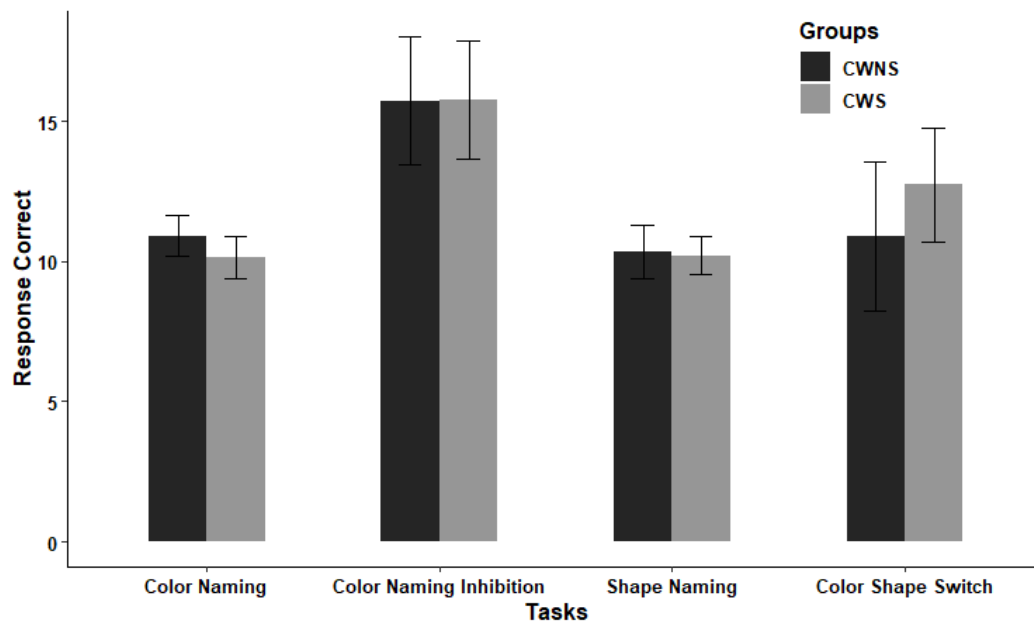 Groups
CWNS
CWS
Response Correct
15
10
5
0
Color Naming
Color Naming Inhibition
Shape Naming
Color Shape Switch
Tasks